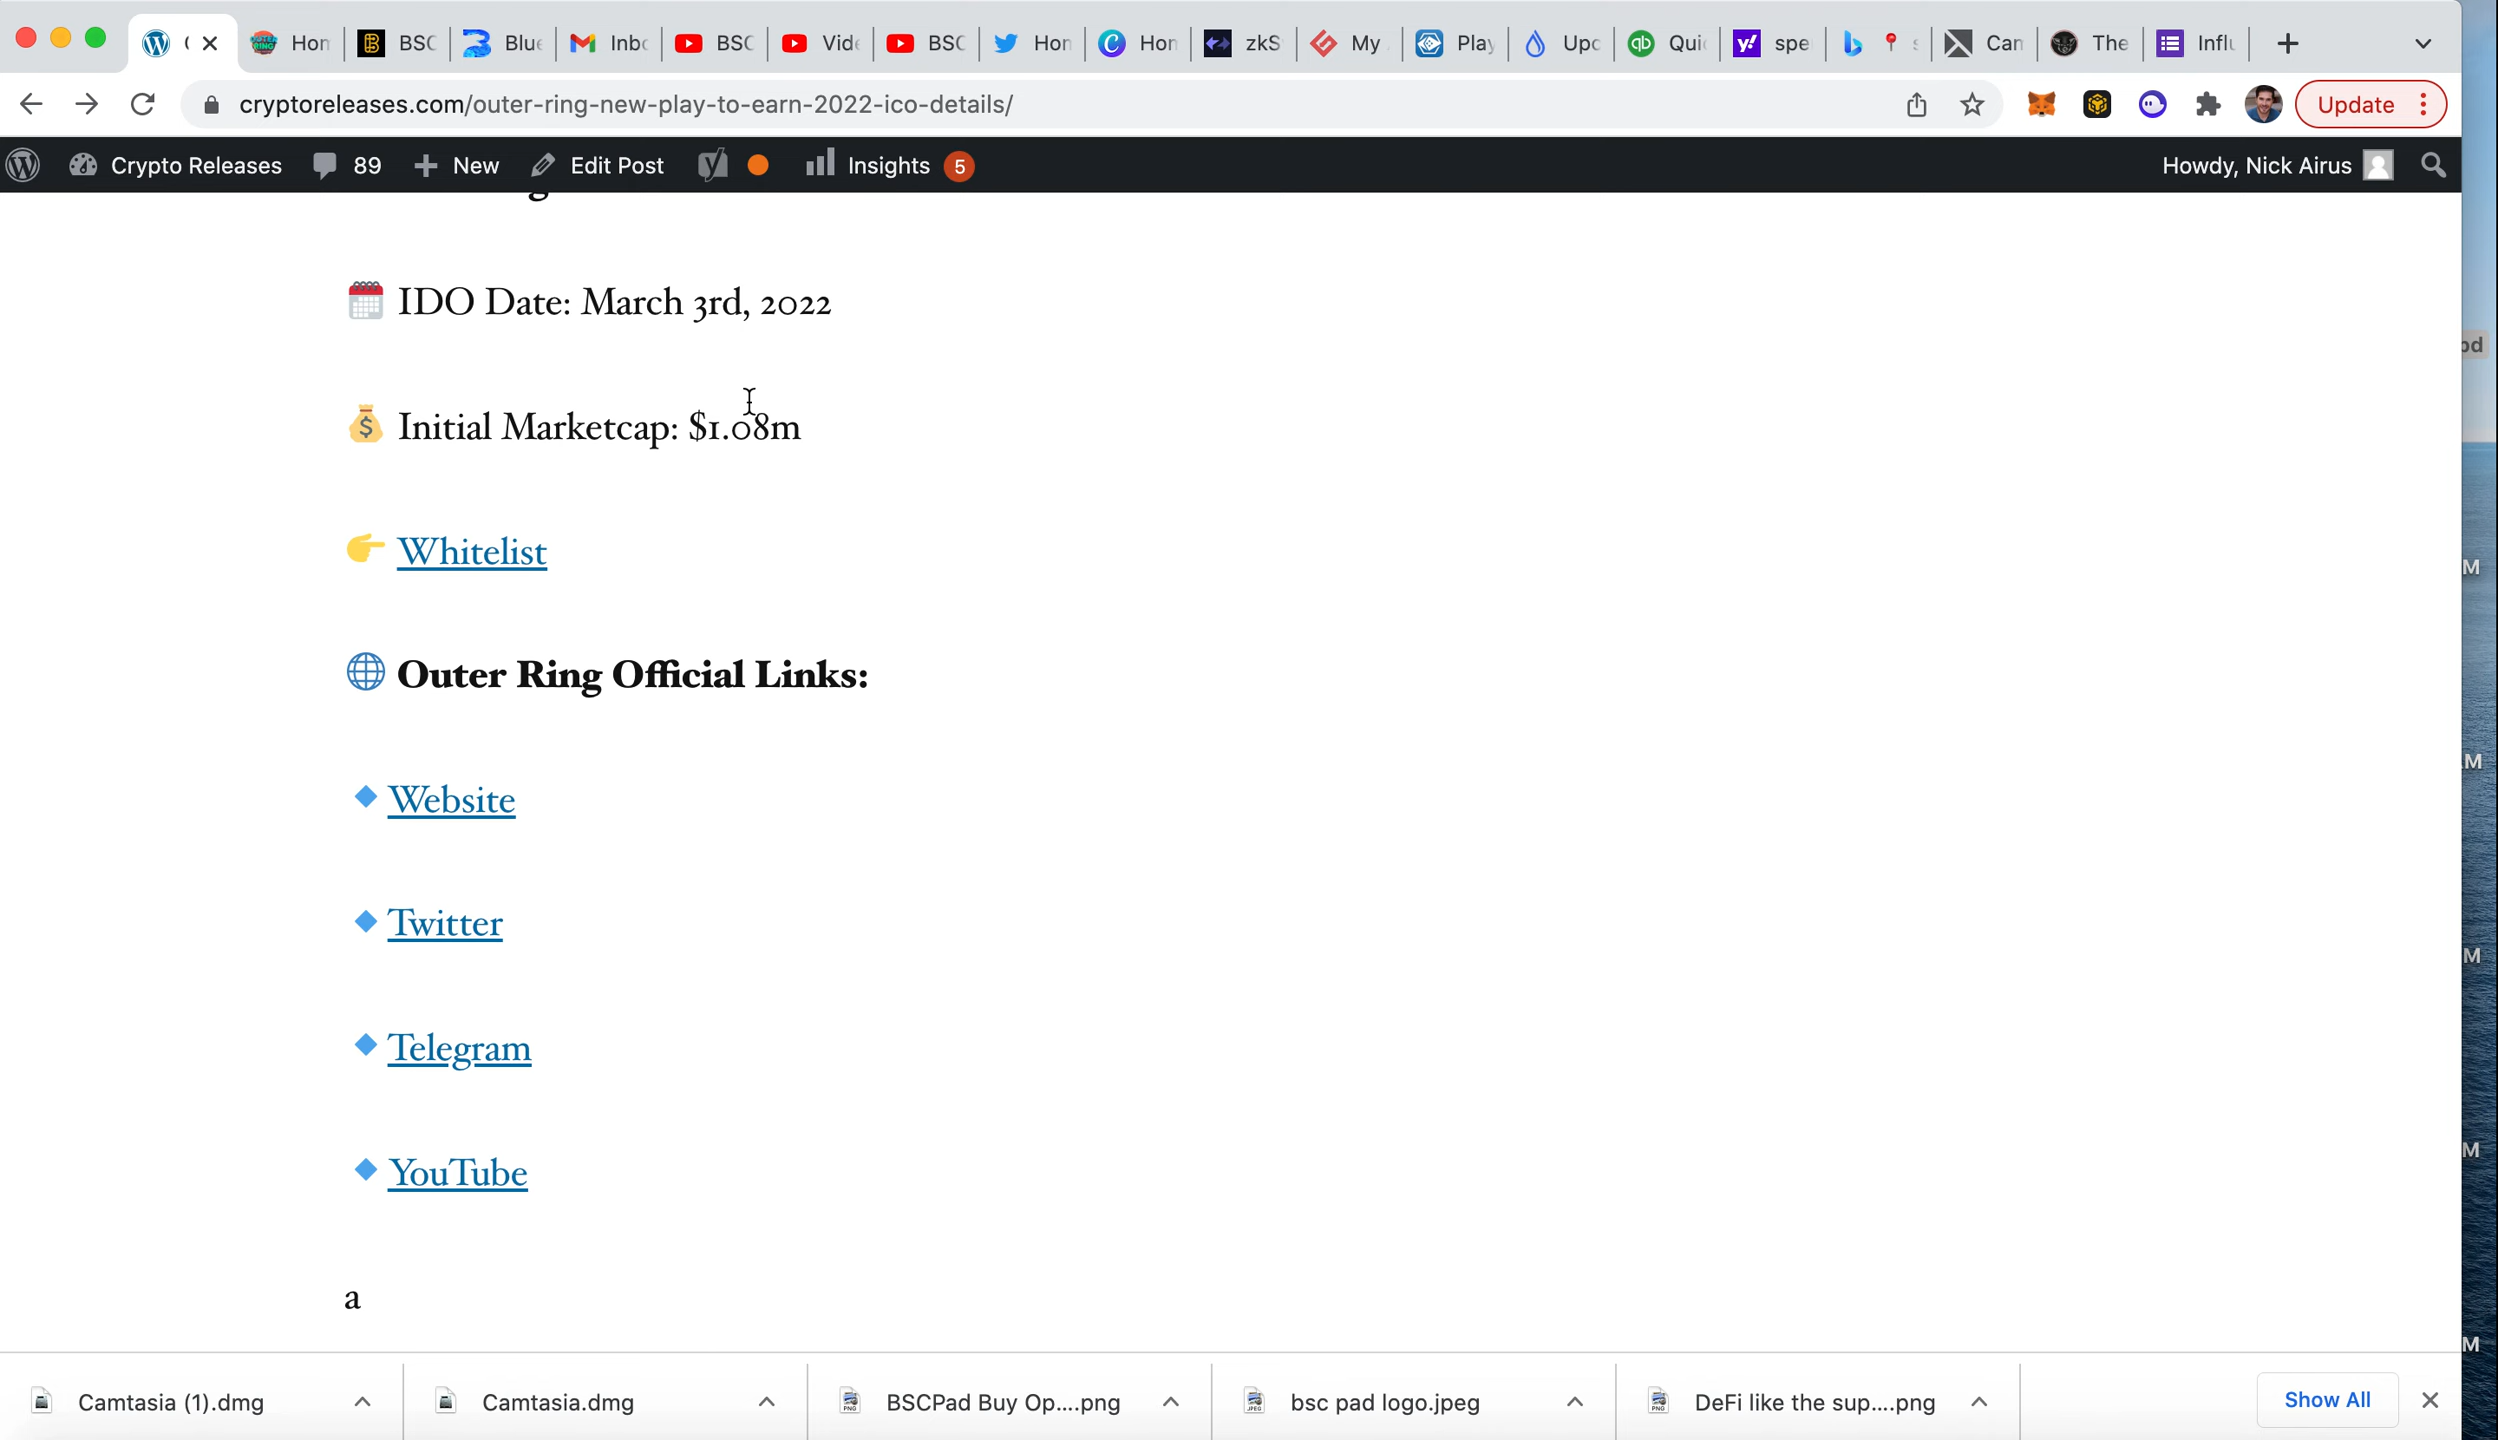 ( Hon BSC Blue Inbo BSC Vide BSC Hon Hon zkS My Play Upc Qui spe s Can The Influ
cryptoreleases.com/outer-ring-new-play-to-earn-2022-ico-details/
Update
Crypto Releases 89 New Edit Post Insights 5 Howdy, Nick Airus
IDO Date: March 3rd, 2022
Initial Marketcap: $1.08m
Whitelist
Outer Ring Official Links:
Website
Twitter
Telegram
YouTube
a
Camtasia (1).dmg Camtasia.dmg BSCPad Buy Op....png bsc pad logo.jpeg DeFi like the sup....png Show All